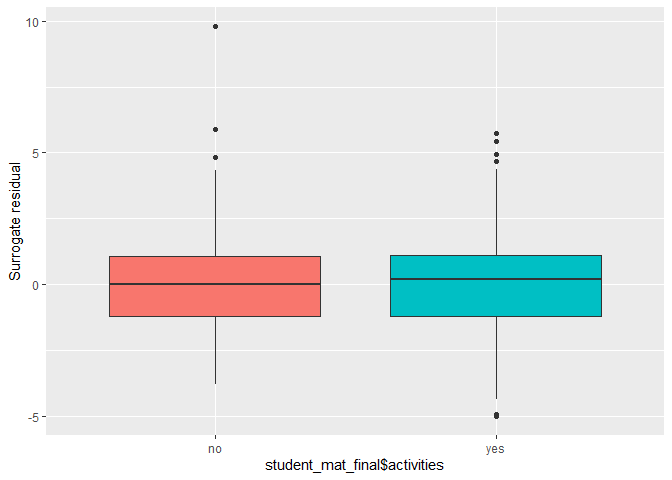 10
5
0
-5
Surrogate residual
no yes
student_mat_final$activities